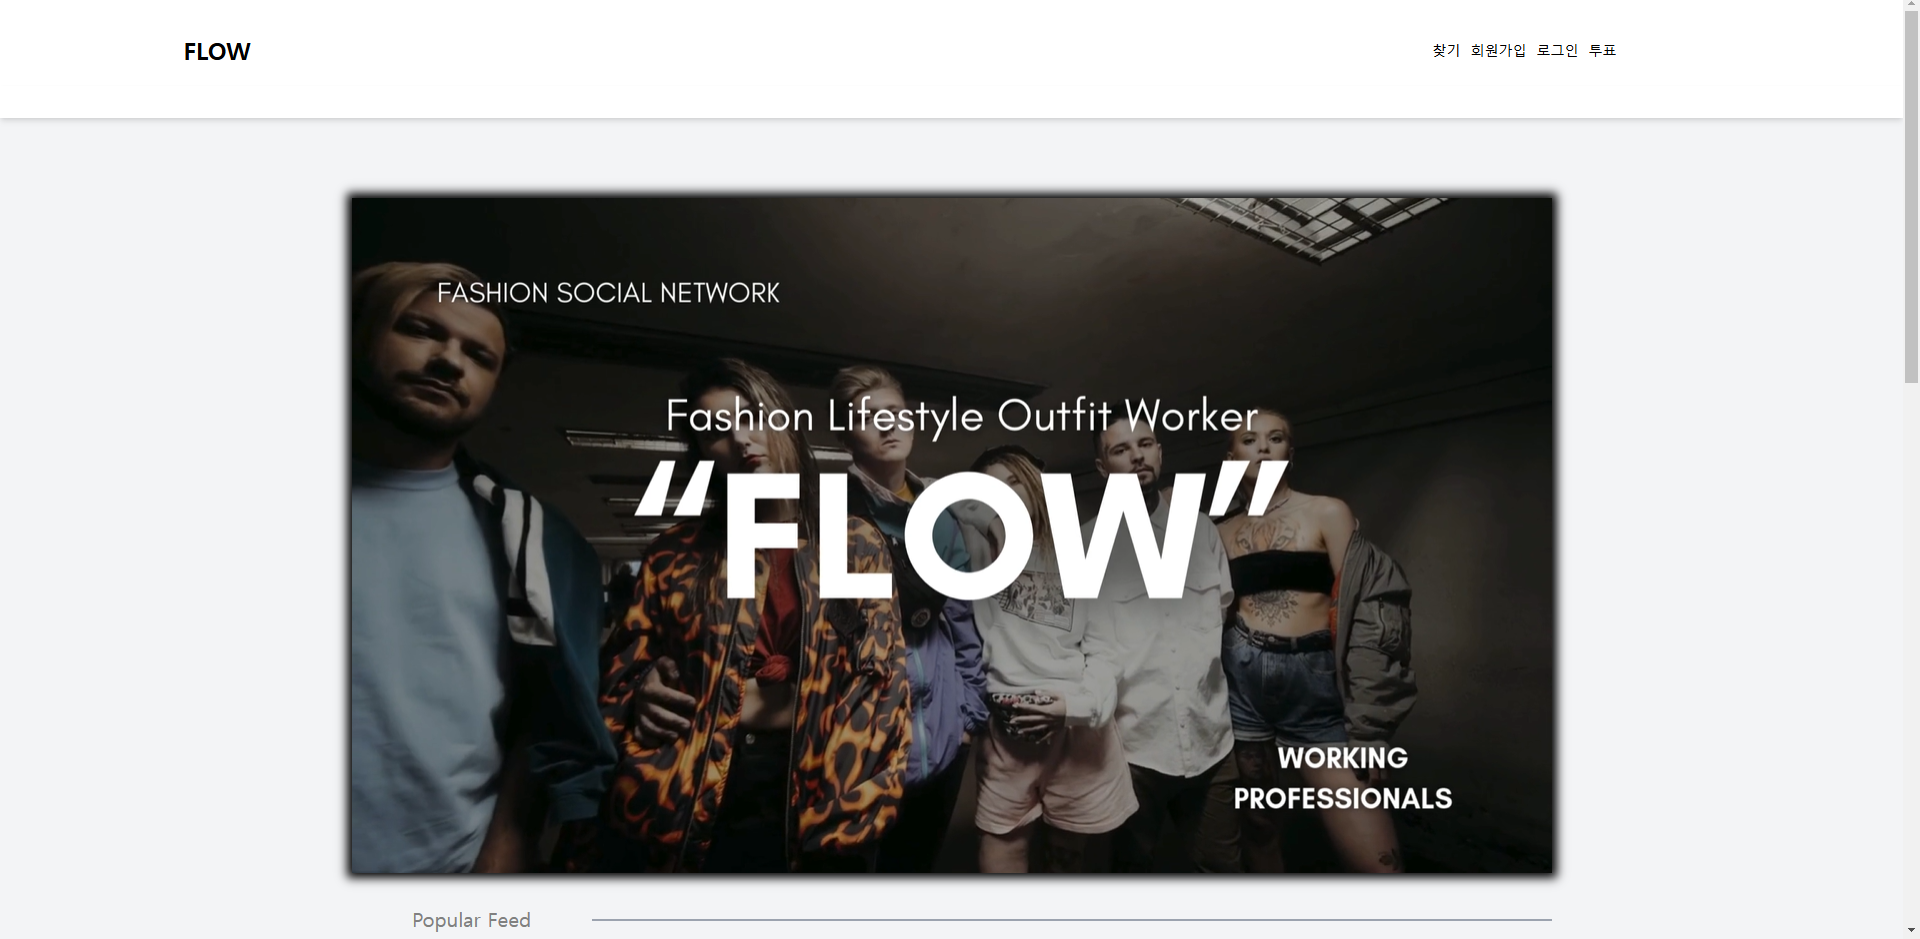 FLOW
찾기 회원가입 로그인 투표
FASHION SOCIAL NETWORK
Fashion Lifestyle Outfit Worker
“FLOW”
WORKING
PROFESSIONALS
Popular Feed